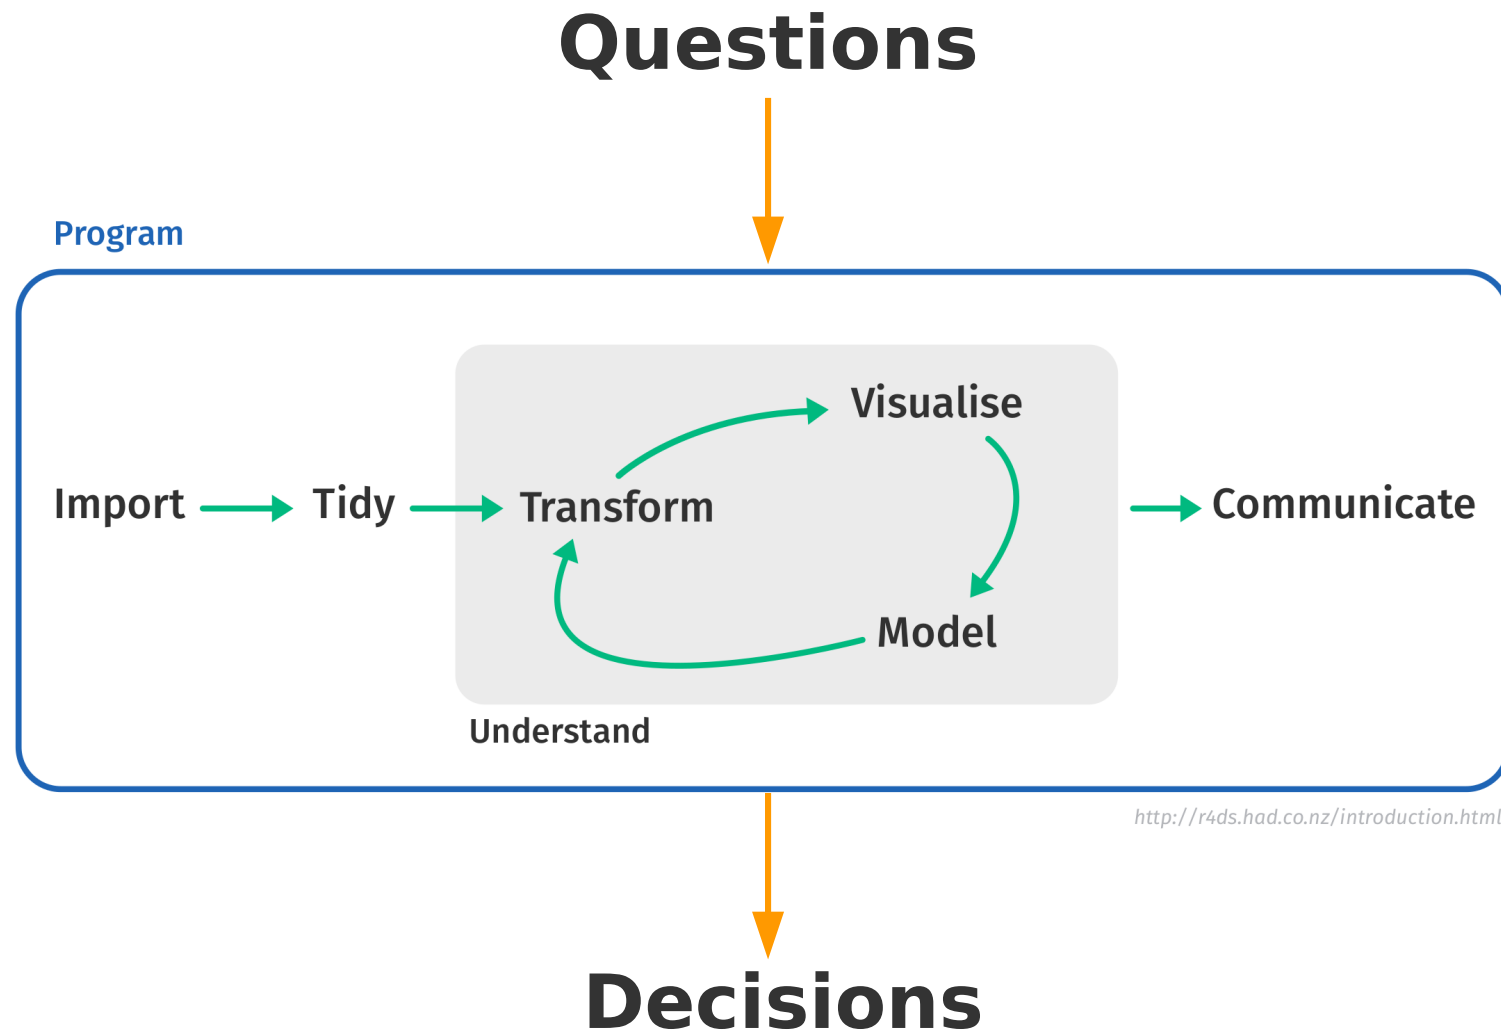 Questions
Program
Visualise
Import
Tidy
Transform
Communicate
Model
Understand
http://r4ds.had.co.nz/introduction.html
Decisions